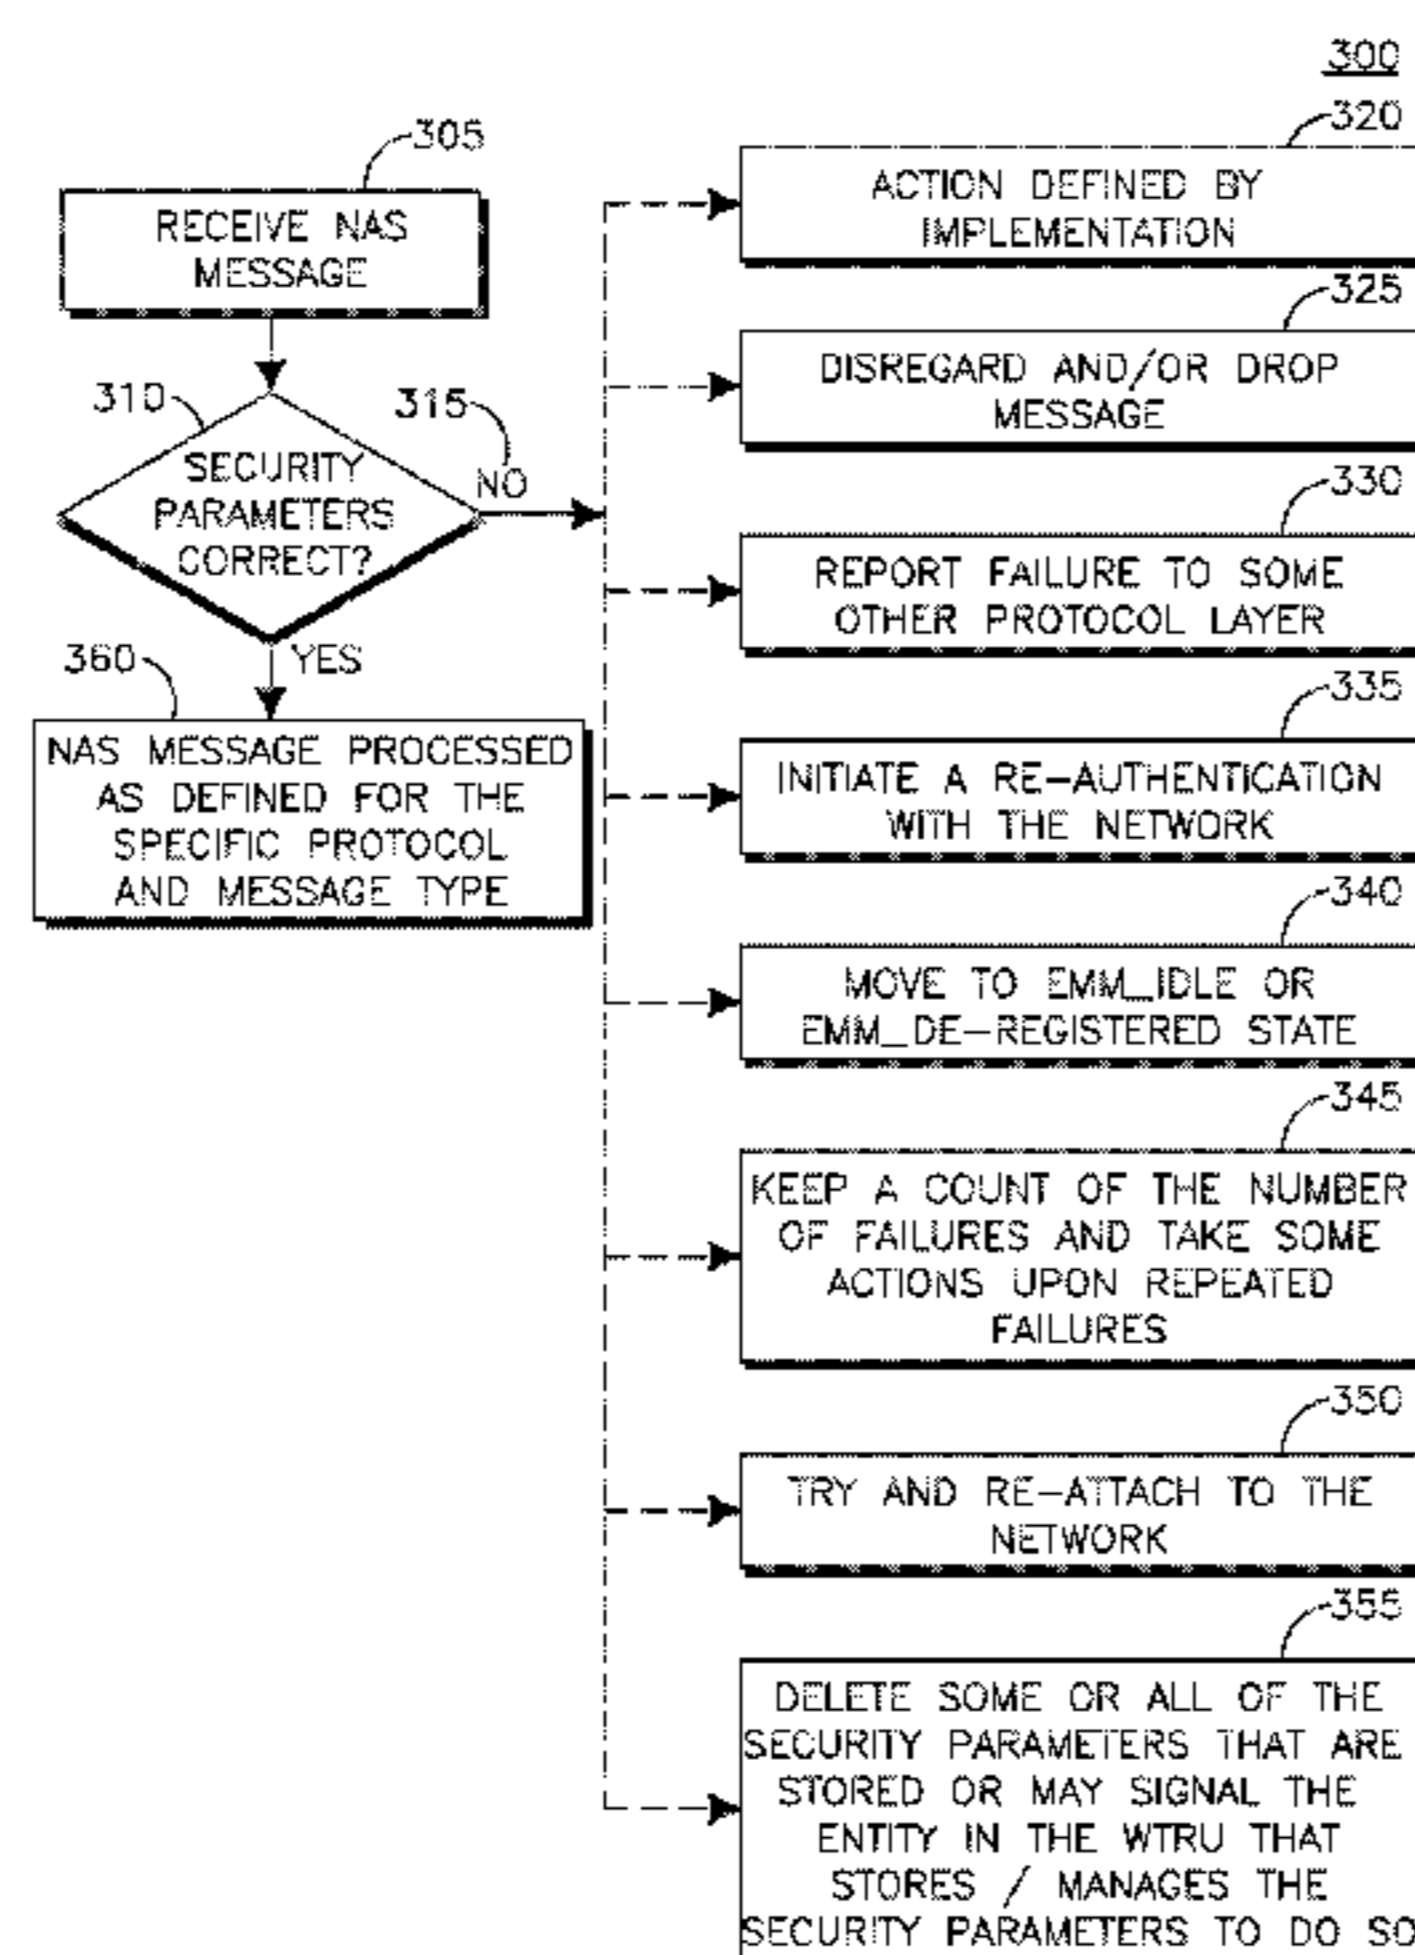 300
305
RECEIVE NAS
MESSAGE
310
SECURITY
PARAMETERS
CORRECT?
315
NO
YES
360
NAS MESSAGE PROCESSED
AS DEFINED FOR THE
SPECIFIC PROTOCOL
AND MESSAGE TYPE
320
ACTION DEFINED BY
IMPLEMENTATION
325
DISREGARD AND/OR DROP
MESSAGE
330
REPORT FAILURE TO SOME
OTHER PROTOCOL LAYER
335
INITIATE A RE-AUTHENTICATION
WITH THE NETWORK
340
MOVE TO EMM_IDLE OR
EMM_DE-REGISTERED STATE
345
KEEP A COUNT OF THE NUMBER
OF FAILURES AND TAKE SOME
ACTIONS UPON REPEATED
FAILURES
350
TRY AND RE-ATTACH TO THE
NETWORK
355
DELETE SOME OR ALL OF THE
SECURITY PARAMETERS THAT ARE
STORED OR MAY SIGNAL THE
ENTITY IN THE WTRU THAT
STORES / MANAGES THE
SECURITY PARAMETERS TO DO SO